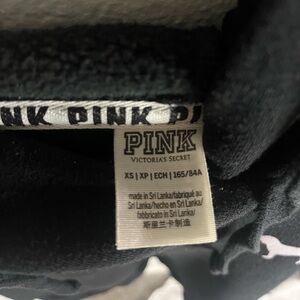 NK PINK PI
PINK
VICTORIA'S SECRET
XS | XP | ECH | 165/84A
made in Sri Lanka/fabriqué au
Sri Lanka/hecho en Sri Lanka/
fabbricato in Sri Lanka/
斯里兰卡制造